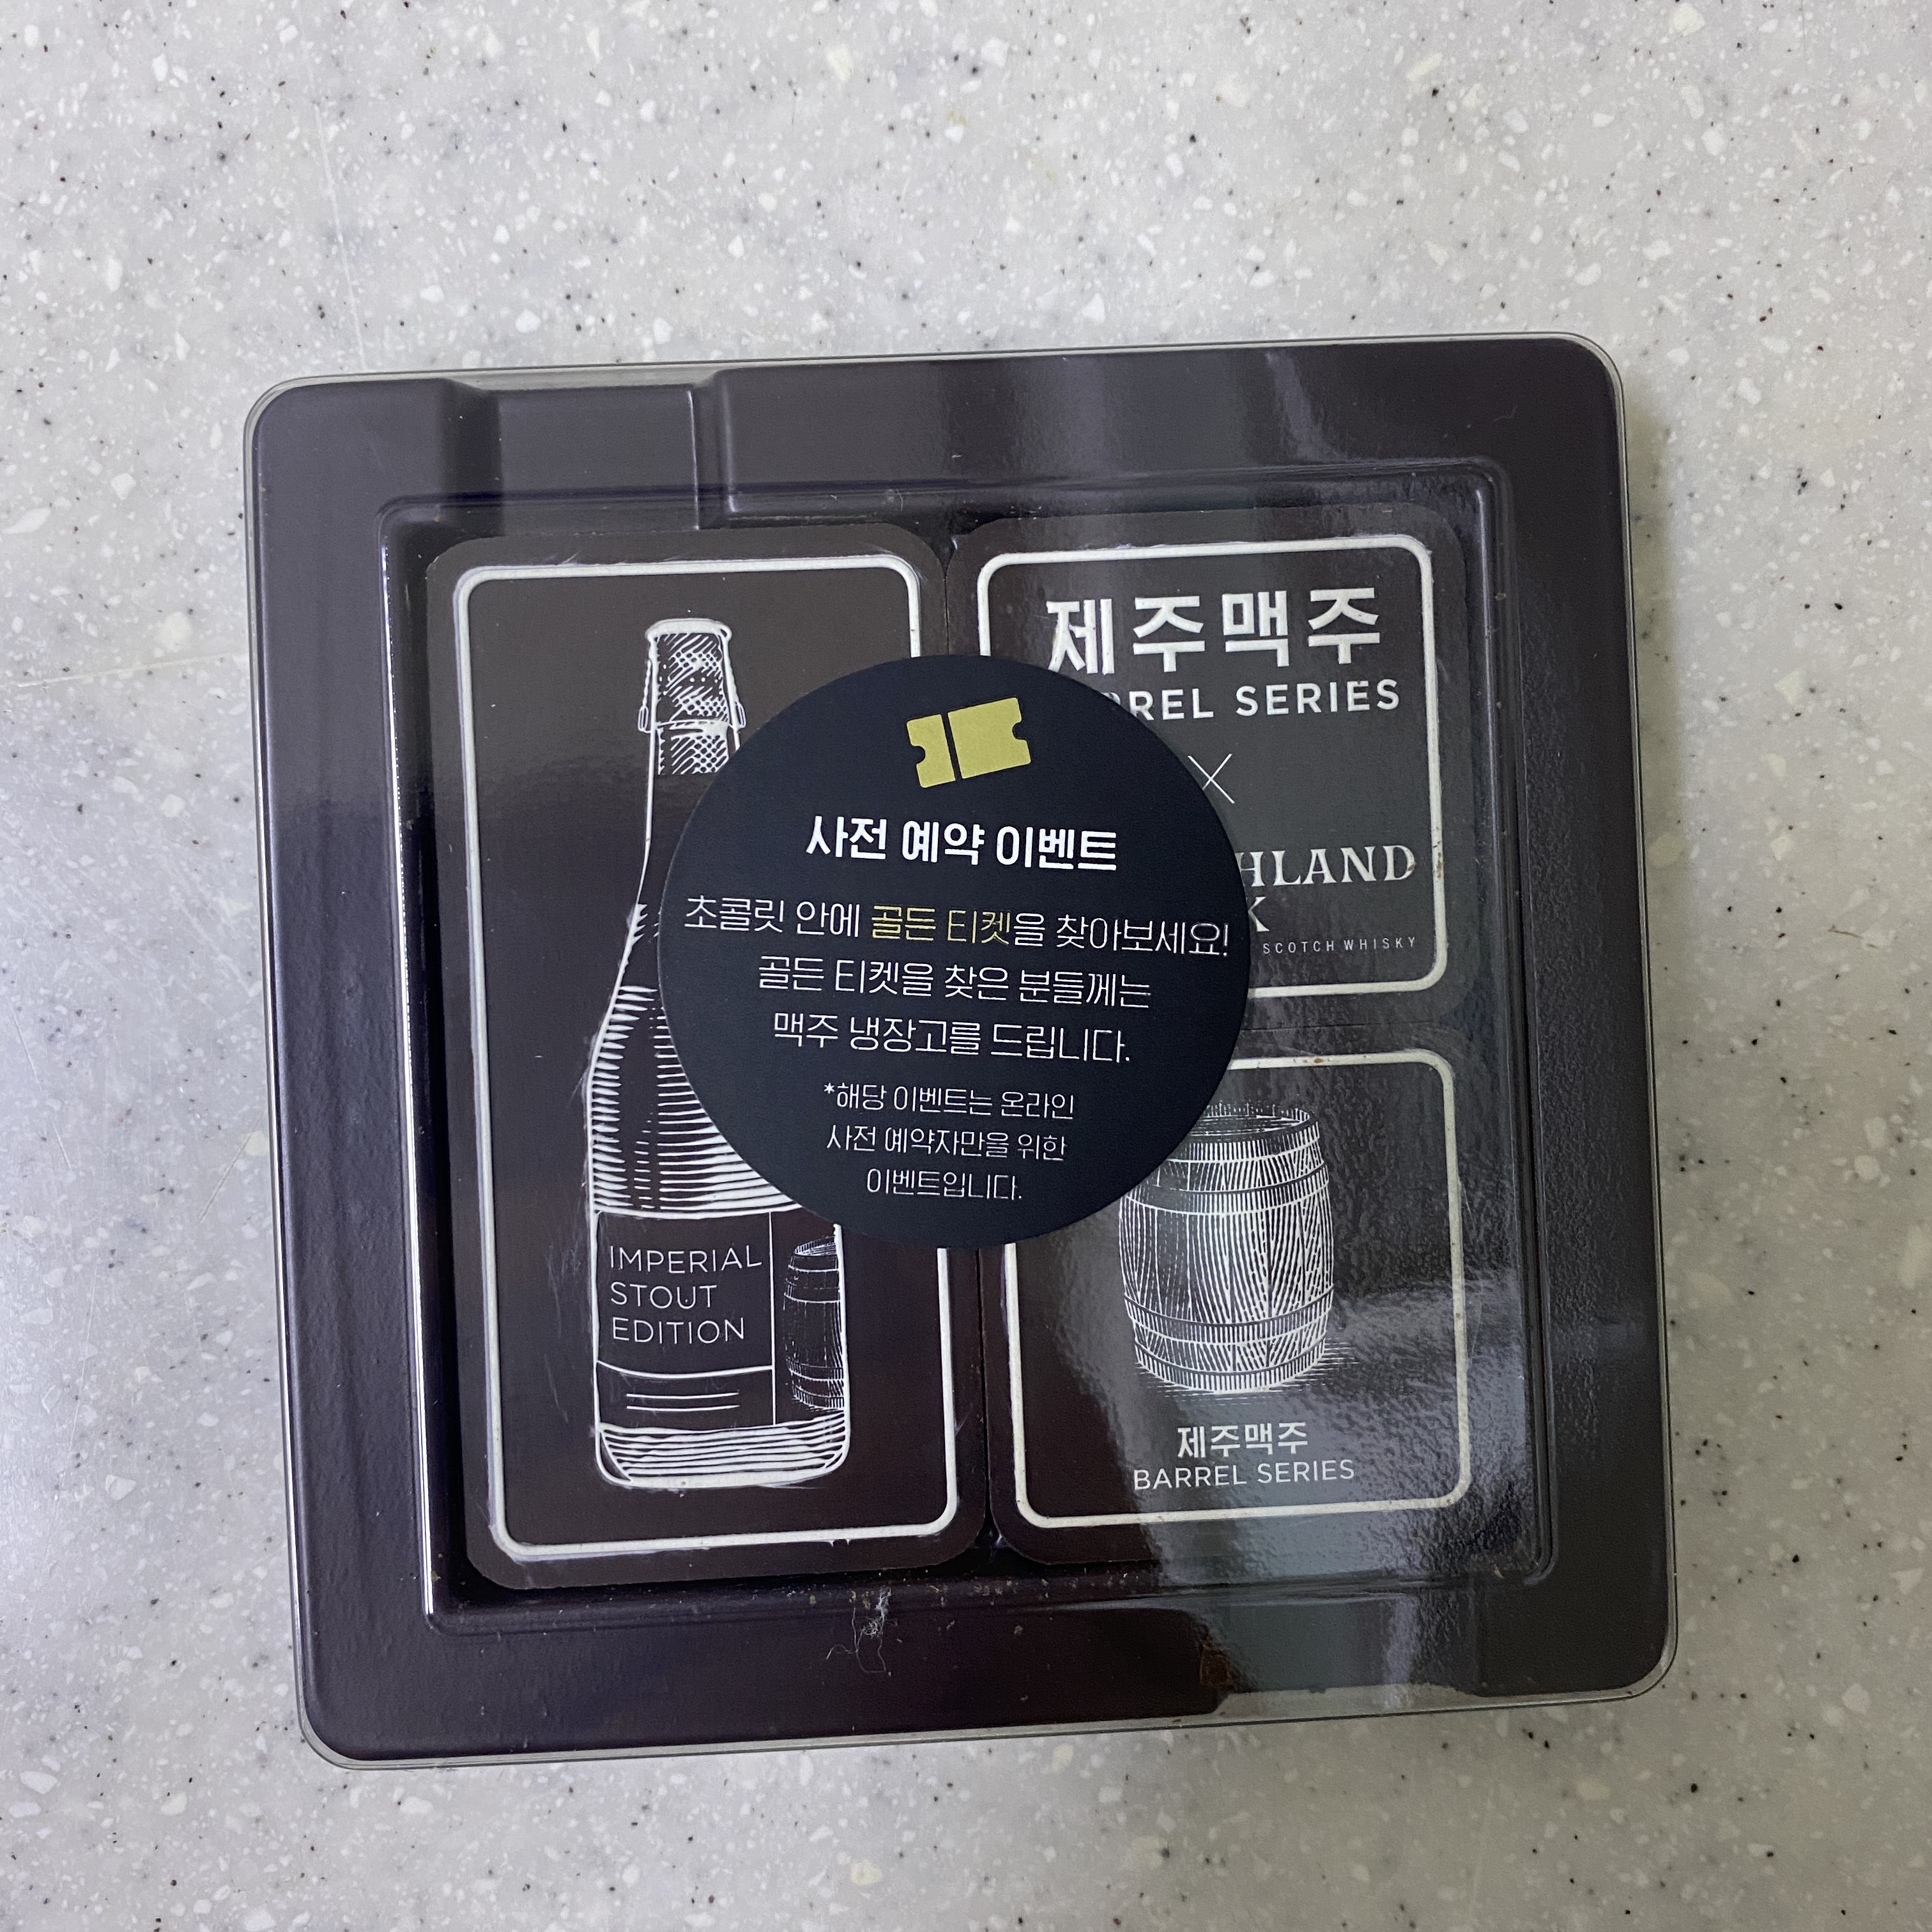 제주맥주
RREL SERIES
X
HLAND
K
SCOTCH WHISKY
사전 예약 이벤트
초콜릿 안에 골든 티켓을 찾아보세요!
골든 티켓을 찾은 분들께는
맥주 냉장고를 드립니다.
*해당 이벤트는 온라인
사전 예약자만을 위한
이벤트입니다.
IMPERIAL
STOUT
EDITION
제주맥주
BARREL SERIES